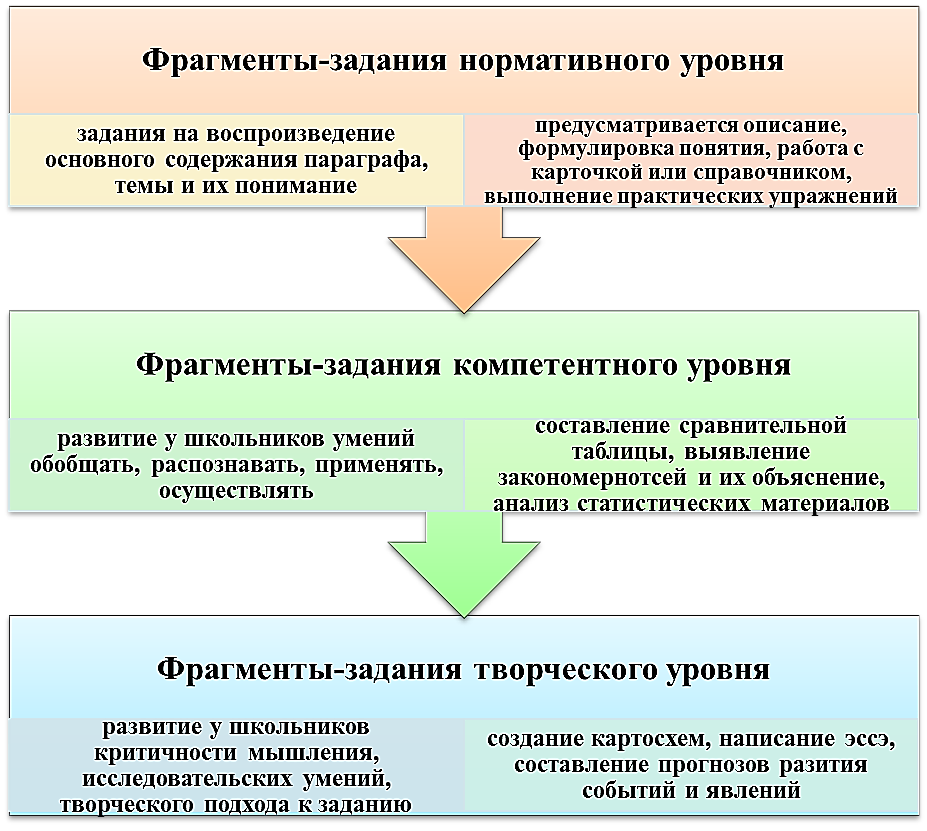 Фрагменты-задания нормативного уровня
задания на воспроизведение
основного содержания параграфа,
темы и их понимание
предусматривается описание,
формулировка понятия, работа с
карточкой или справочником,
выполнение практических упражнений
Фрагменты-задания компетентного уровня
развитие у школьников умений
обобщать, распознавать, применять,
осуществлять
составление сравнительной
таблицы, выявление
закономернотсей и их объяснение,
анализ статистических материалов
Фрагменты-задания творческого уровня
развитие у школьников
критичности мышления,
исследовательских умений,
творческого подхода к заданию
создание картосхем, написание эссэ,
составление прогнозов разития
событий и явлений